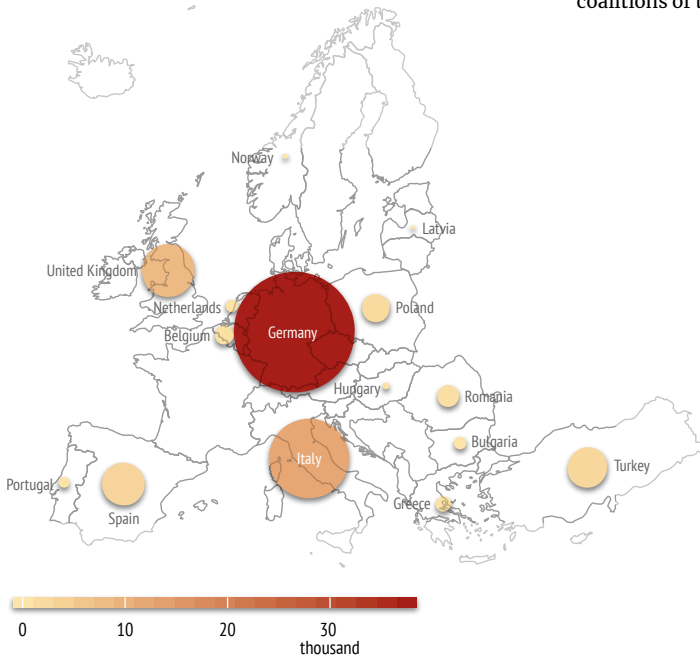 coalitions of t
Norway
Latvia
United Kingdom
Netherlands
Poland
Germany
Belgium
Hungary
Romania
Bulgaria
Italy
Turkey
Portugal
Greece
Spain
0 10 20 30
thousand